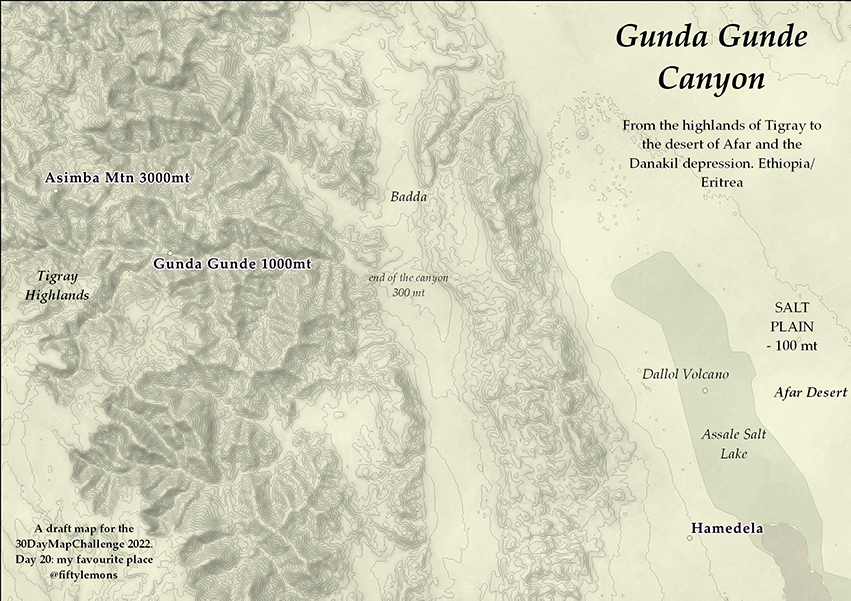 Gunda Gunde
Canyon
From the highlands of Tigray to
the desert of Afar and the
Danakil depression. Ethiopia/
Eritrea
Asimba Mtn 3000mt
Badda
Gunda Gunde 1000mt
Tigray
Highlands
end of the canyon
300 mt
SALT
PLAIN
- 100 mt
Dallol Volcano
Afar Desert
Assale Salt
Lake
Hamedela
A draft map for the
30DayMapChallenge 2022.
Day 20: my favourite place
@fiftylemons